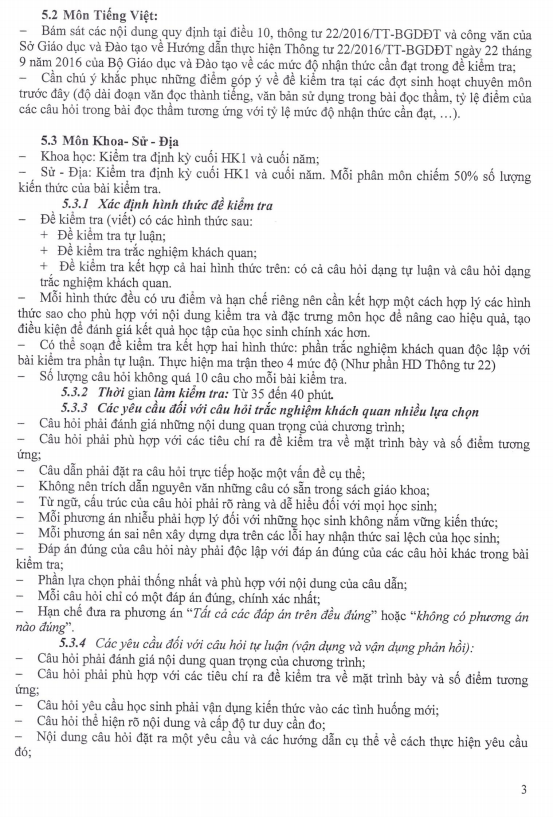 5.2 Môn Tiếng Việt:
– Bám sát các nội dung quy định tại điều 10, thông tư 22/2016/TT-BGDĐT và công văn của
Sở Giáo dục và Đào tạo về Hướng dẫn thực hiện Thông tư 22/2016/TT-BGDĐT ngày 22 tháng
9 năm 2016 của Bộ Giáo dục và Đào tạo về các mức độ nhận thức cần đạt trong đề kiểm tra;
– Cần chú ý khắc phục những điểm góp ý về đề kiểm tra tại các đợt sinh hoạt chuyên môn
trước đây (độ dài đoạn văn đọc thành tiếng, văn bản sử dụng trong bài đọc thầm, tỷ lệ điểm của
các câu hỏi trong bài đọc thầm tương ứng với tỷ lệ mức độ nhận thức cần đạt, …).
5.3 Môn Khoa- Sử - Địa
– Khoa học: Kiểm tra định kỳ cuối HK1 và cuối năm;
– Sử - Địa: Kiểm tra định kỳ cuối HK1 và cuối năm. Mỗi phân môn chiếm 50% số lượng
kiến thức của bài kiểm tra.
5.3.1 Xác định hình thức đề kiểm tra
– Đề kiểm tra (viết) có các hình thức sau:
+ Đề kiểm tra tự luận;
+ Đề kiểm tra trắc nghiệm khách quan;
+ Đề kiểm tra kết hợp cả hai hình thức trên: có cả câu hỏi dạng tự luận và câu hỏi dạng
trắc nghiệm khách quan.
– Mỗi hình thức đều có ưu điểm và hạn chế riêng nên cần kết hợp một cách hợp lý các hình
thức sao cho phù hợp với nội dung kiểm tra và đặc trưng môn học để nâng cao hiệu quả, tạo
điều kiện để đánh giá kết quả học tập của học sinh chính xác hơn.
– Có thể soạn đề kiểm tra kết hợp hai hình thức: phần trắc nghiệm khách quan độc lập với
bài kiểm tra phần tự luận. Thực hiện ma trận theo 4 mức độ (Như phần HD Thông tư 22)
– Số lượng câu hỏi không quá 10 câu cho mỗi bài kiểm tra.
5.3.2 Thời gian làm kiểm tra: Từ 35 đến 40 phút.
5.3.3 Các yêu cầu đối với câu hỏi trắc nghiệm khách quan nhiều lựa chọn
– Câu hỏi phải đánh giá những nội dung quan trọng của chương trình;
– Câu hỏi phải phù hợp với các tiêu chí ra đề kiểm tra về mặt trình bày và số điểm tương
ứng;
– Câu dẫn phải đặt ra câu hỏi trực tiếp hoặc một vấn đề cụ thể;
– Không nên trích dẫn nguyên văn những câu có sẵn trong sách giáo khoa;
– Từ ngữ, cấu trúc của câu hỏi phải rõ ràng và dễ hiểu đối với mọi học sinh;
– Mỗi phương án nhiễu phải hợp lý đối với những học sinh không nắm vững kiến thức;
– Mỗi phương án sai nên xây dựng dựa trên các lỗi hay nhận thức sai lệch của học sinh;
– Đáp án đúng của câu hỏi này phải độc lập với đáp án đúng của các câu hỏi khác trong bài
kiểm tra;
– Phần lựa chọn phải thống nhất và phù hợp với nội dung của câu dẫn;
– Mỗi câu hỏi chỉ có một đáp án đúng, chính xác nhất;
– Hạn chế đưa ra phương án “Tất cả các đáp án trên đều đúng” hoặc “không có phương án
nào đúng”.
5.3.4 Các yêu cầu đối với câu hỏi tự luận (vận dụng và vận dụng phản hồi):
– Câu hỏi phải đánh giá nội dung quan trọng của chương trình;
– Câu hỏi phải phù hợp với các tiêu chí ra đề kiểm tra về mặt trình bày và số điểm tương
ứng;
– Câu hỏi yêu cầu học sinh phải vận dụng kiến thức vào các tình huống mới;
– Câu hỏi thể hiện rõ nội dung và cấp độ tư duy cần đo;
– Nội dung câu hỏi đặt ra một yêu cầu và các hướng dẫn cụ thể về cách thực hiện yêu cầu
đó;
3